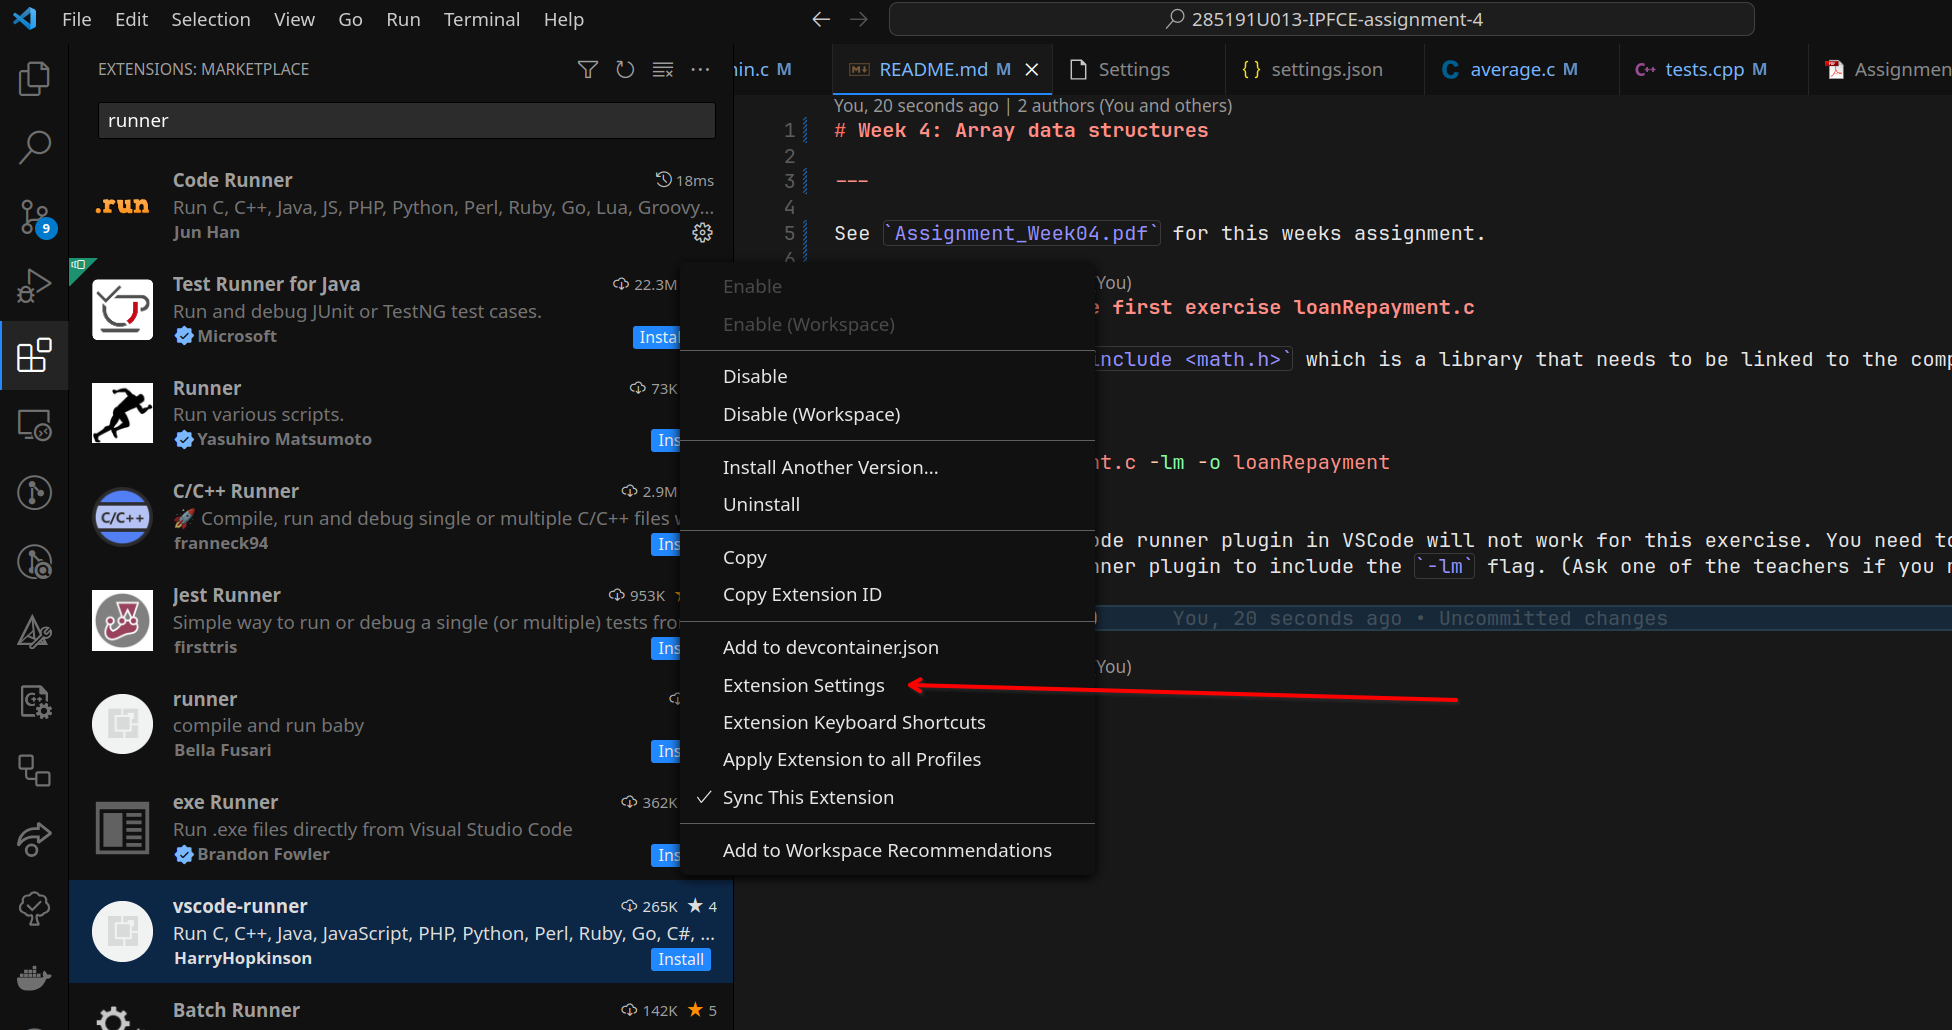 File Edit Selection View Go Run Terminal Help
285191U013-IPFCE-assignment-4
EXTENSIONS: MARKETPLACE
runner
Code Runner 18ms
Run C, C++, Java, JS, PHP, Python, Perl, Ruby, Go, Lua, Groovy...
Jun Han
Test Runner for Java 22.3M
Run and debug JUnit or TestNG test cases.
Microsoft Instal
Runner 73K
Run various scripts.
Yasuhiro Matsumoto Ins
C/C++
C/C++ Runner 2.9M
🚀 Compile, run and debug single or multiple C/C++ files w
franneck94 Ins
Jest Runner 953K
Simple way to run or debug a single (or multiple) tests fro
firsttris Ins
runner
compile and run baby
Bella Fusari Ins
exe Runner 362K
Run .exe files directly from Visual Studio Code
Brandon Fowler Ins
vscode-runner 265K ★ 4
Run C, C++, Java, JavaScript, PHP, Python, Perl, Ruby, Go, C#, ...
HarryHopkinson Install
Batch Runner 142K ★ 5
.run
9
Enable
Enable (Workspace)
Disable
Disable (Workspace)
Install Another Version...
Uninstall
Copy
Copy Extension ID
Add to devcontainer.json
Extension Settings
Extension Keyboard Shortcuts
Apply Extension to all Profiles
✓ Sync This Extension
Add to Workspace Recommendations
in.c M README.md M × Settings {} settings.json C average.c M C++ tests.cpp M Assignmen
You, 20 seconds ago | 2 authors (You and others)
1 # Week 4: Array data structures
2
3 ---
4
5 See `Assignment_Week04.pdf` for this weeks assignment.
6
You)
e first exercise loanRepayment.c
include <math.h>` which is a library that needs to be linked to the comp
nt.c -lm -o loanRepayment
ode runner plugin in VSCode will not work for this exercise. You need to
nner plugin to include the `-lm` flag. (Ask one of the teachers if you n
) You, 20 seconds ago • Uncommitted changes
You)